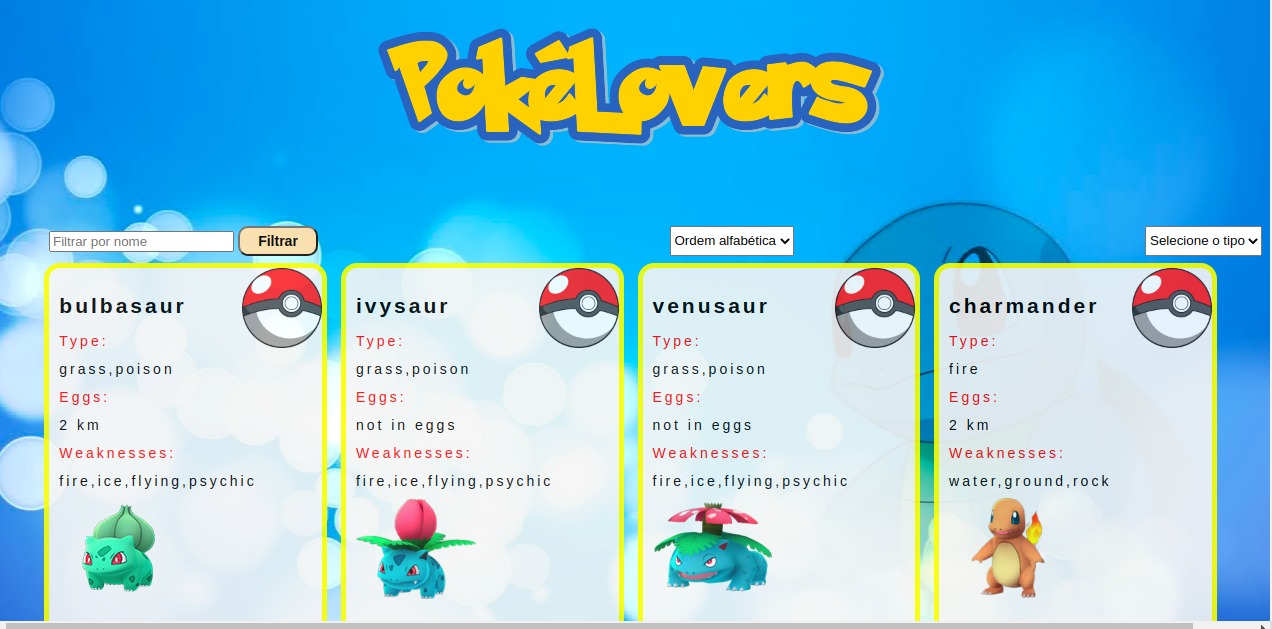 PokéLovers
Filtrar por nome
Filtrar
Ordem alfabética
Selecione o tipo
bulbasaur
Type:
grass,poison
Eggs:
2 km
Weaknesses:
fire,ice,flying,psychic
ivysaur
Type:
grass,poison
Eggs:
not in eggs
Weaknesses:
fire,ice,flying,psychic
venusaur
Type:
grass,poison
Eggs:
not in eggs
Weaknesses:
fire,ice,flying,psychic
charmander
Type:
fire
Eggs:
2 km
Weaknesses:
water,ground,rock